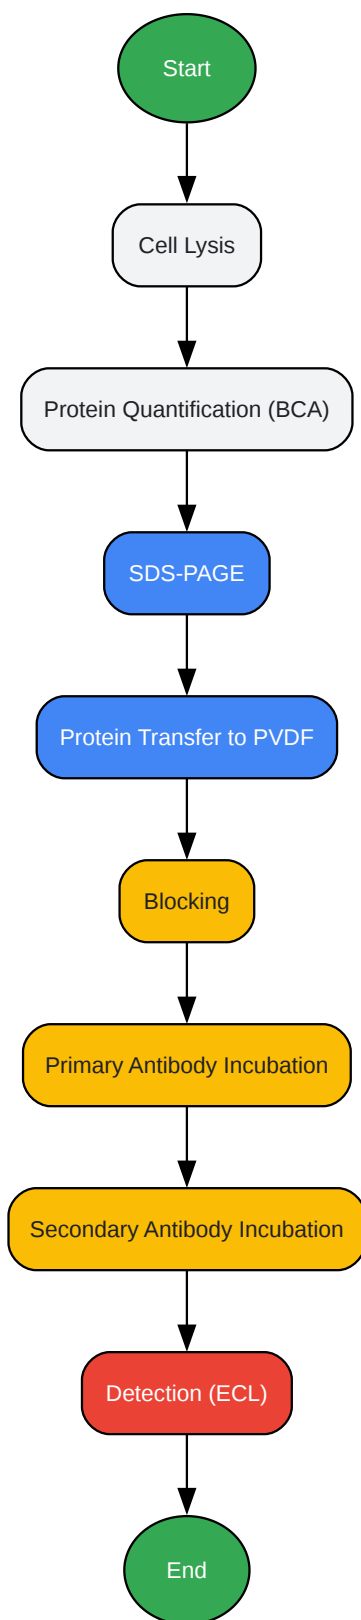 Start
Cell Lysis
Protein Quantification (BCA)
SDS-PAGE
Protein Transfer to PVDF
Blocking
Primary Antibody Incubation
Secondary Antibody Incubation
Detection (ECL)
End